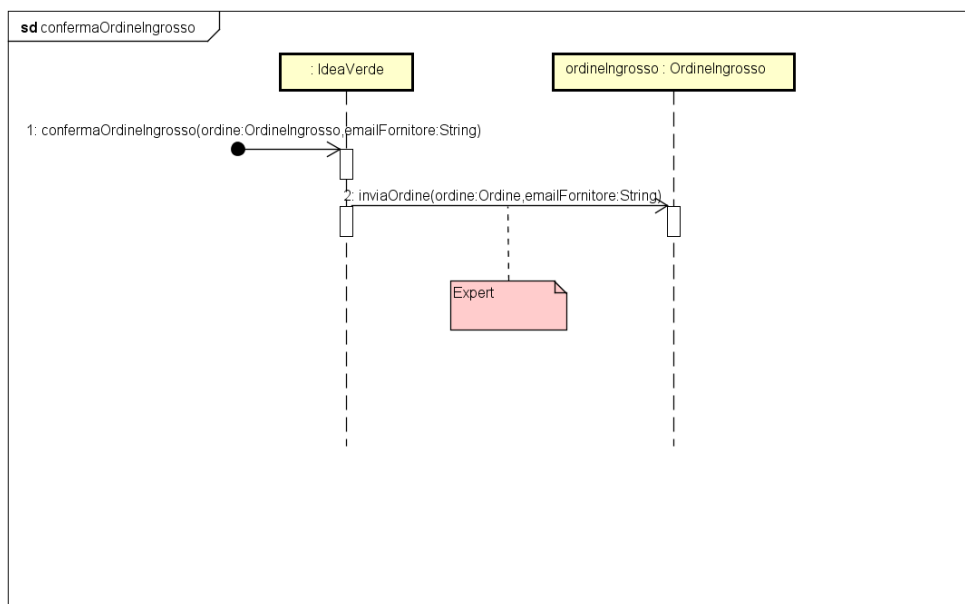 sd confermaOrdineIngrosso
: IdeaVerde
ordineIngrosso : OrdineIngrosso
1: confermaOrdineIngrosso(ordine:OrdineIngrosso,emailFornitore:String)
2: inviaOrdine(ordine:Ordine,emailFornitore:String)
Expert